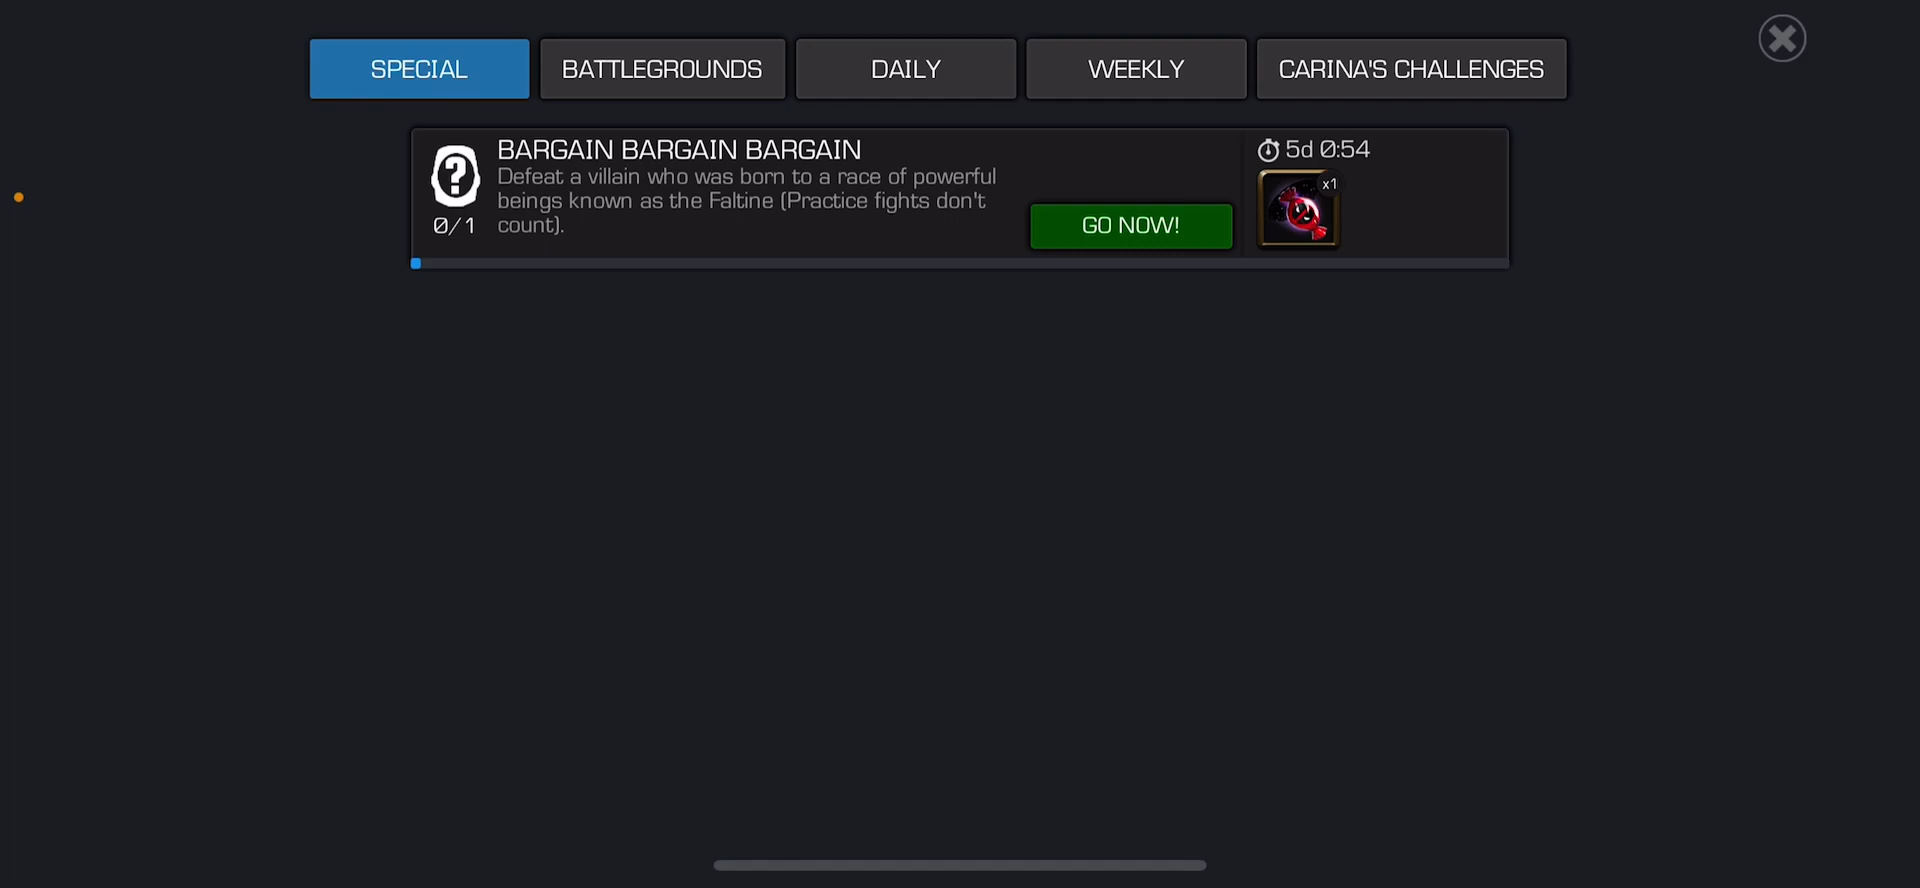 SPECIAL
BATTLEGROUNDS
DAILY
WEEKLY
CARINA'S CHALLENGES
BARGAIN BARGAIN BARGAIN
Defeat a villain who was born to a race of powerful
beings known as the Faltine (Practice fights don't
count).
0/1
GO NOW!
5d 0:54
x1